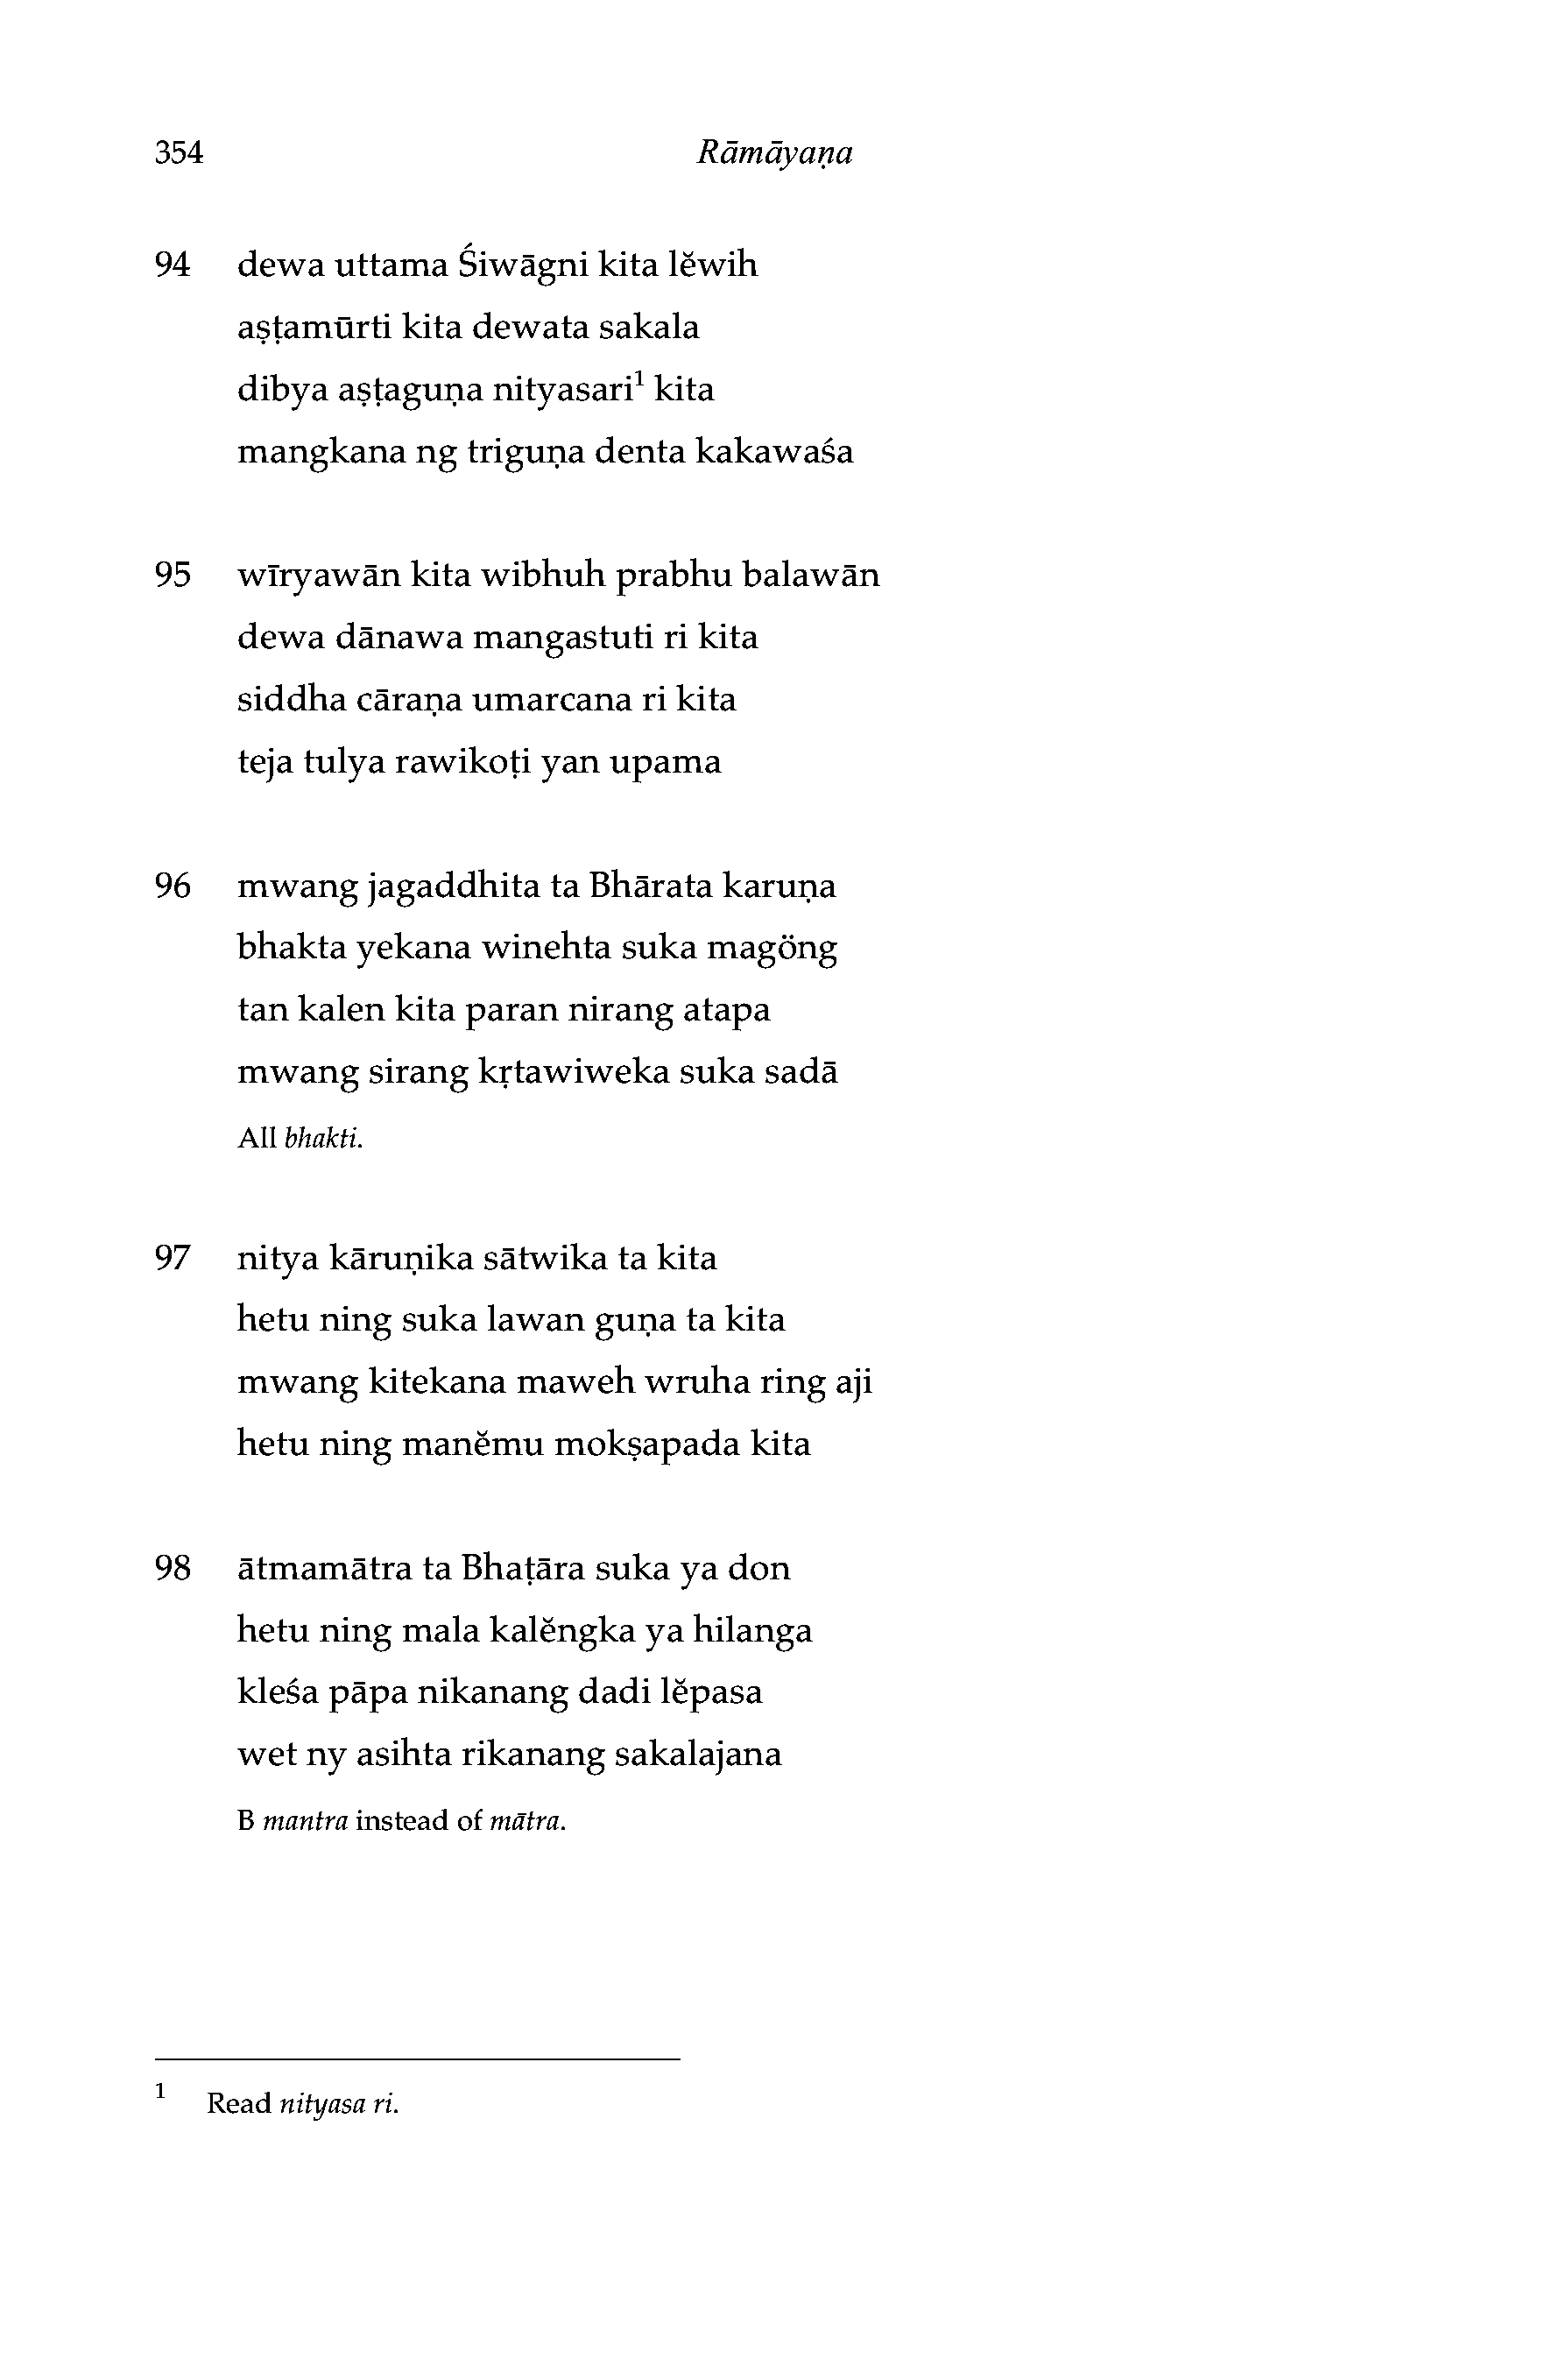 354 Rāmāyaṇa
94 dewa uttama Śiwāgni kita lĕwih
aṣṭamūrti kita dewata sakala
dibya aṣṭaguṇa nityasari¹ kita
mangkana ng triguṇa denta kakawaśa
95 wīryawān kita wibhuh prabhu balawān
dewa dānawa mangastuti ri kita
siddha cāraṇa umarcana ri kita
teja tulya rawikoṭi yan upama
96 mwang jagaddhita ta Bhārata karuṇa
bhakta yekana winehta suka magöng
tan kalen kita paran nirang atapa
mwang sirang kṛtawiweka suka sadā
All bhakti.
97 nitya kāruṇika sātwika ta kita
hetu ning suka lawan guṇa ta kita
mwang kitekana maweh wruha ring aji
hetu ning manĕmu mokṣapada kita
98 ātmamātra ta Bhaṭāra suka ya don
hetu ning mala kalĕngka ya hilanga
kleśa pāpa nikanang dadi lĕpasa
wet ny asihta rikanang sakalajana
B mantra instead of mātra.
1 Read nityasa ri.